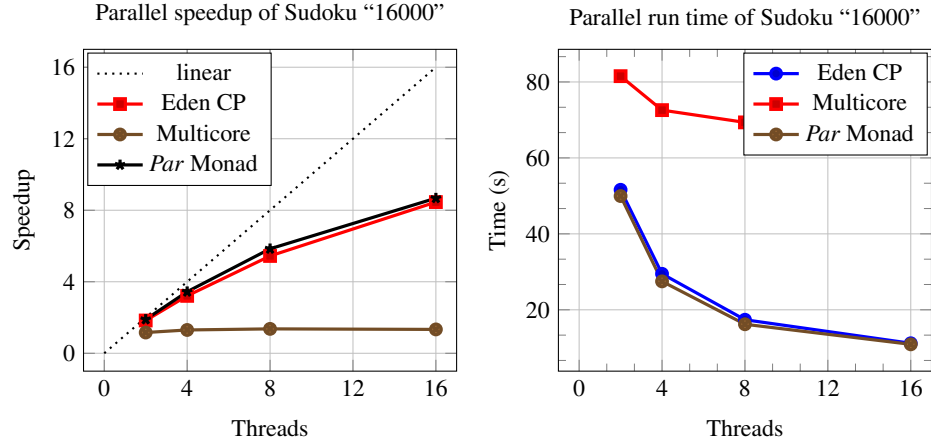 Parallel speedup of Sudoku “16000”
linear
Eden CP
Multicore
Par Monad
16
12
8
4
0
Speedup
0 4 8 12 16
Threads
Parallel run time of Sudoku “16000”
Eden CP
Multicore
Par Monad
80
60
40
20
Time (s)
0 4 8 12 16
Threads